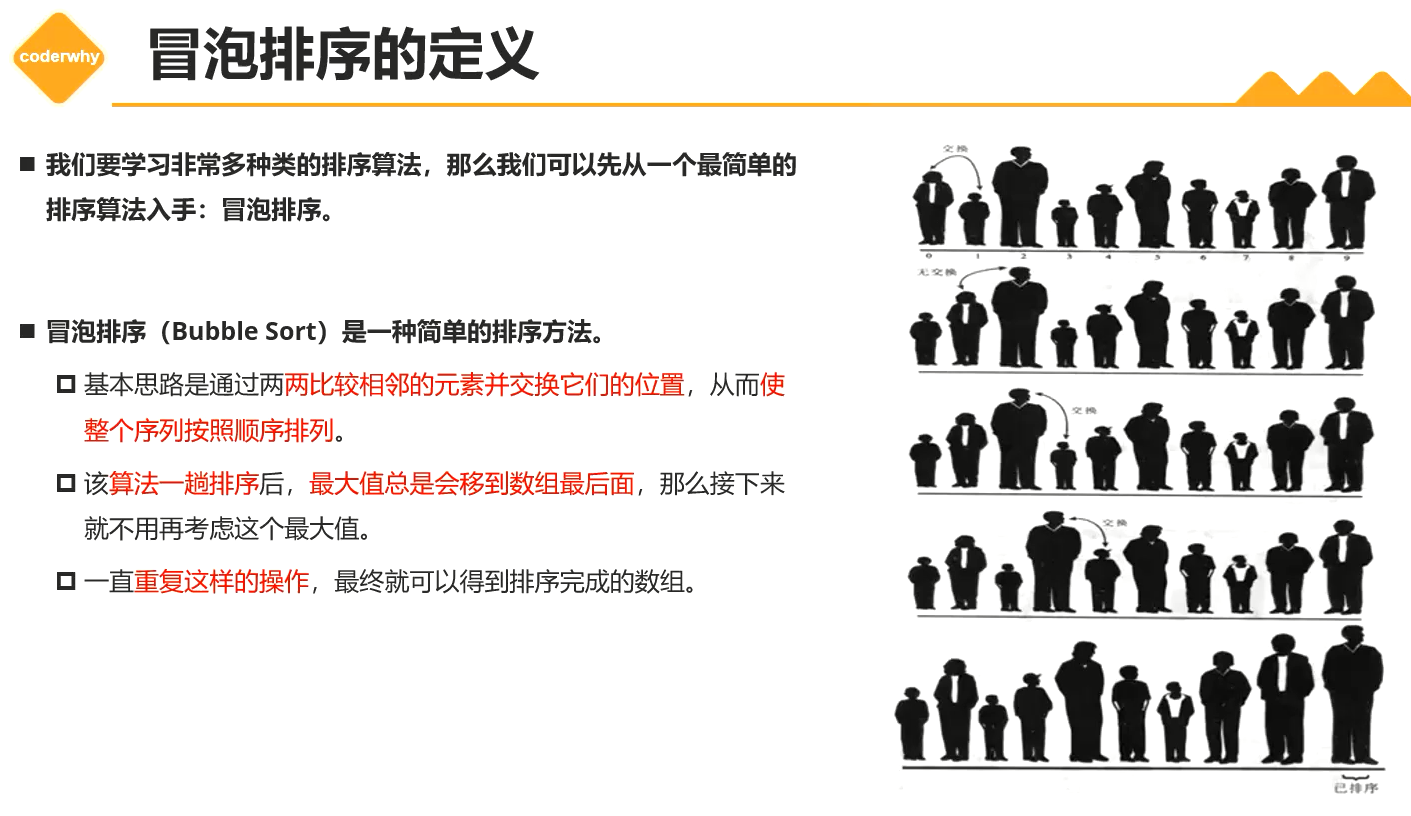 coderwhy
冒泡排序的定义
我们要学习非常多种类的排序算法，那么我们可以先从一个最简单的
排序算法入手：冒泡排序。
冒泡排序（Bubble Sort）是一种简单的排序方法。
基本思路是通过两两比较相邻的元素并交换它们的位置，从而使
整个序列按照顺序排列。
该算法一趟排序后，最大值总是会移到数组最后面，那么接下来
就不用再考虑这个最大值。
一直重复这样的操作，最终就可以得到排序完成的数组。
交换
0 1 2 3 4 5 6 7 8 9
无交换
交换
交换
已排序